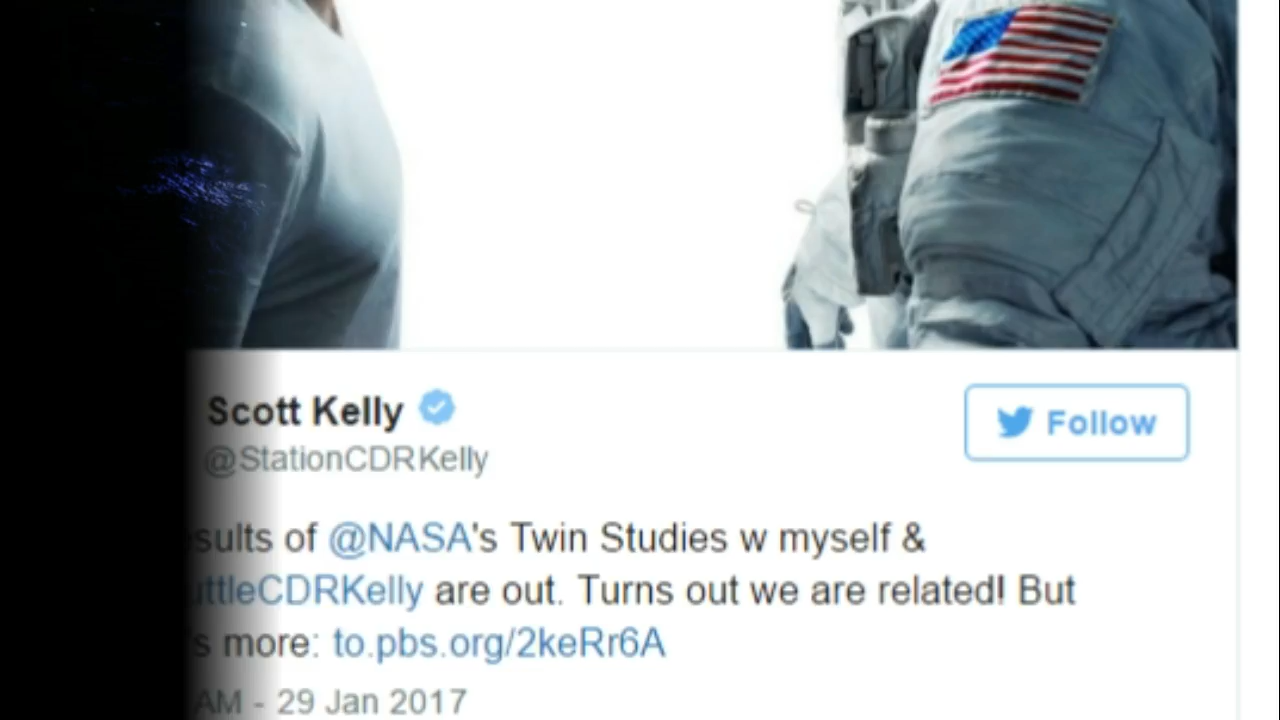 Scott Kelly
Follow
@StationCDRKelly
sults of @NASA's Twin Studies w myself &
uttleCDRKelly are out. Turns out we are related! But
s more: to.pbs.org/2keRr6A
AM - 29 Jan 2017